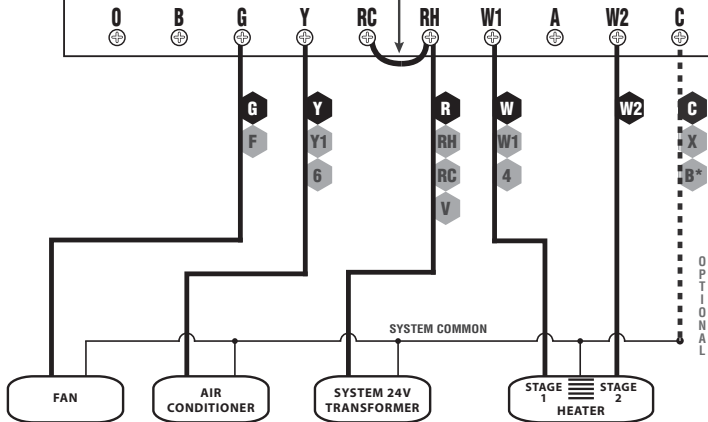 O B G Y RC RH W1 A W2 C
G Y R W W2 C
F Y1 RH W1 X
6 RC 4 B*
V
OPTIONAL
SYSTEM COMMON
FAN
AIR
CONDITIONER
SYSTEM 24V
TRANSFORMER
STAGE
1
STAGE
2
HEATER